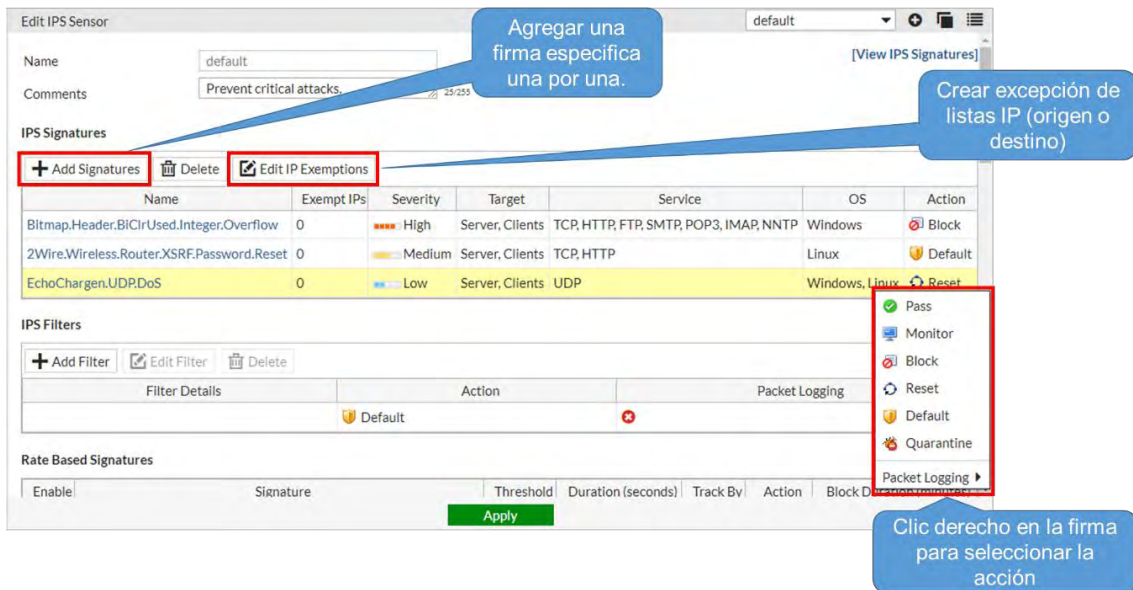 Edit IPS Sensor
default
Agregar una
firma especifica
una por una.
Name
default
[View IPS Signatures]
Comments
Prevent critical attacks.
25/255
Crear excepción de
listas IP (origen o
destino)
IPS Signatures
Add Signatures Delete Edit IP Exemptions
Name Exempt IPs Severity Target Service OS Action
Bitmap.Header.BiClrUsed.Integer.Overflow 0 High Server, Clients TCP, HTTP, FTP, SMTP, POP3, IMAP, NNTP Windows Block
2Wire.Wireless.Router.XSRF.Password.Reset 0 Medium Server, Clients TCP, HTTP Linux Default
EchoChargen.UDP.DoS 0 Low Server, Clients UDP Windows, Linux Reset
Pass
Monitor
Block
Reset
Default
Quarantine
Packet Logging
IPS Filters
Add Filter Edit Filter Delete
Filter Details Action Packet Logging
Default
Rate Based Signatures
Enable Signature Threshold Duration (seconds) Track By Action Block Duration (minutes)
Apply
Clic derecho en la firma
para seleccionar la
acción